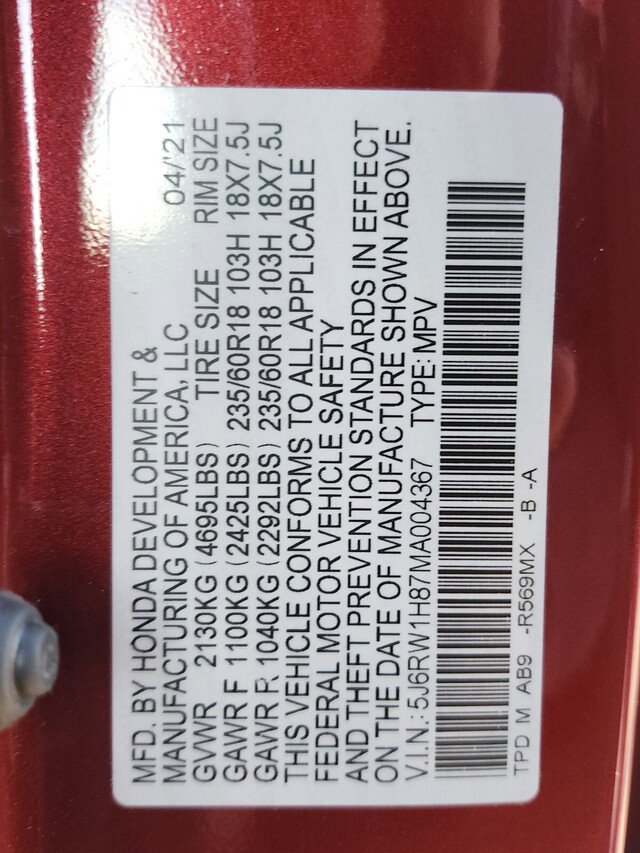 MFD. BY HONDA DEVELOPMENT &
MANUFACTURING OF AMERICA, LLC 04/'21
GVWR 2130KG (4695LBS) TIRE SIZE RIM SIZE
GAWR F 1100KG (2425LBS) 235/60R18 103H 18X7.5J
GAWR R 1040KG (2292LBS) 235/60R18 103H 18X7.5J
THIS VEHICLE CONFORMS TO ALL APPLICABLE
FEDERAL MOTOR VEHICLE SAFETY
AND THEFT PREVENTION STANDARDS IN EFFECT
ON THE DATE OF MANUFACTURE SHOWN ABOVE.
V.I.N.:5J6RW1H87MA004367 TYPE:MPV
TPD M AB9 -R569MX -B -A